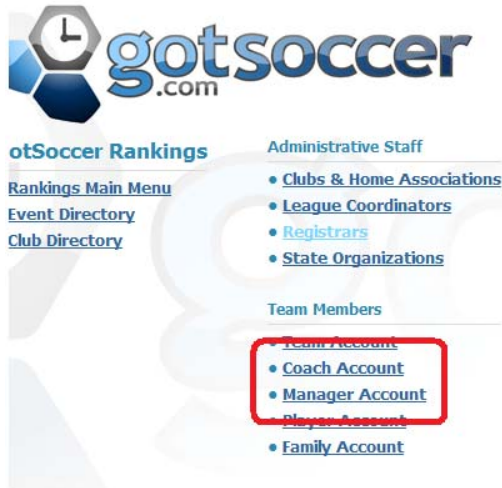 gotsoccer
.com
otSoccer Rankings
Rankings Main Menu
Event Directory
Club Directory
Administrative Staff
• Clubs & Home Associations
• League Coordinators
• Registrars
• State Organizations
Team Members
• Team Account
• Coach Account
• Manager Account
• Player Account
• Family Account